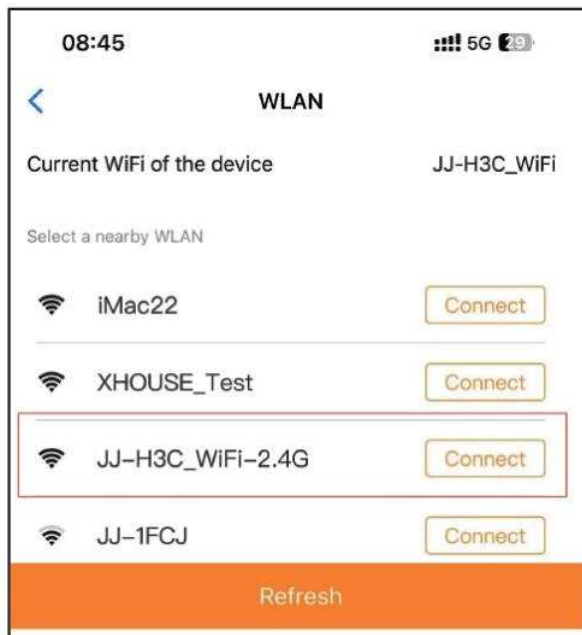 08:45 5G 29
WLAN
Current WiFi of the device JJ-H3C_WiFi
Select a nearby WLAN
iMac22 Connect
XHOUSE_Test Connect
JJ-H3C_WiFi-2.4G Connect
JJ-1FCJ Connect
Refresh